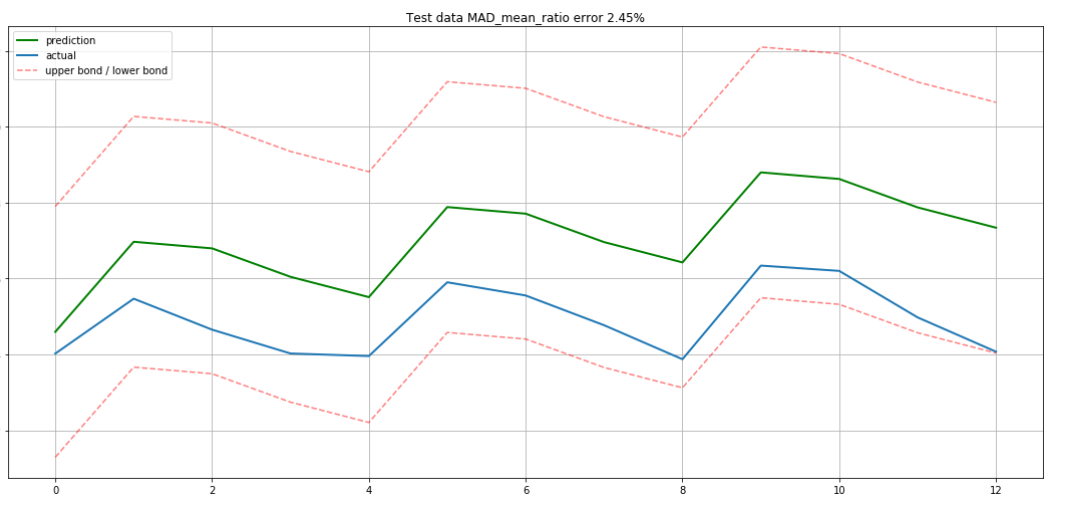 Test data MAD_mean_ratio error 2.45%
prediction
actual
upper bond / lower bond
0 2 4 6 8 10 12